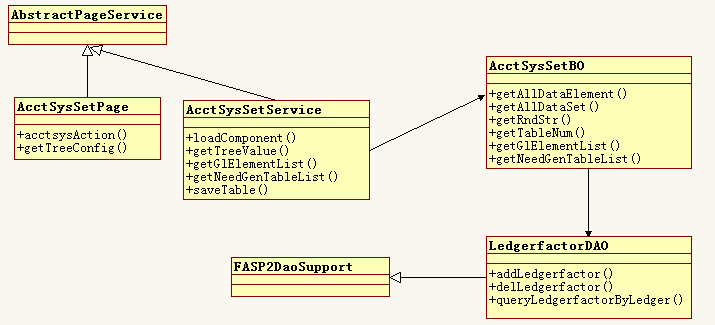 AbstractPageService
AcctSysSetPage
+acctsysAction()
+getTreeConfig()
AcctSysSetService
+loadComponent()
+getTreeValue()
+getGlElementList()
+getNeedGenTableList()
+saveTable()
AcctSysSetBO
+getAllDataElement()
+getAllDataSet()
+getRndStr()
+getTableNum()
+getGlElementList()
+getNeedGenTableList()
FASP2DaoSupport
LedgerfactorDAO
+addLedgerfactor()
+delLedgerfactor()
+queryLedgerfactorByLedger()